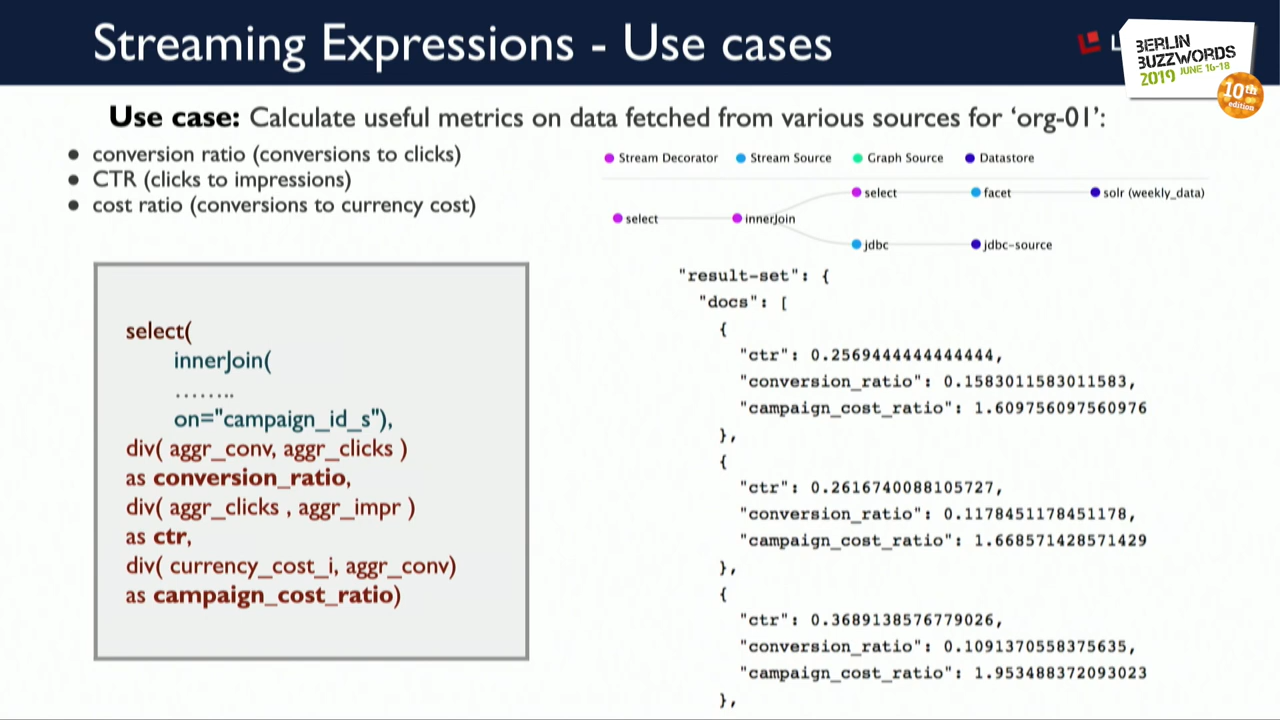 Streaming Expressions - Use cases
BERLIN
BUZZWORDS
2019 JUNE 16-18
10th
edition
Use case: Calculate useful metrics on data fetched from various sources for ‘org-01’:
● conversion ratio (conversions to clicks)
● CTR (clicks to impressions)
● cost ratio (conversions to currency cost)
Stream Decorator Stream Source Graph Source Datastore
select facet solr (weekly_data)
select innerJoin
jdbc jdbc-source
select(
innerJoin(
........
on="campaign_id_s"),
div( aggr_conv, aggr_clicks )
as conversion_ratio,
div( aggr_clicks , aggr_impr )
as ctr,
div( currency_cost_i, aggr_conv)
as campaign_cost_ratio)
"result-set": {
"docs": [
{
"ctr": 0.2569444444444444,
"conversion_ratio": 0.1583011583011583,
"campaign_cost_ratio": 1.609756097560976
},
{
"ctr": 0.2616740088105727,
"conversion_ratio": 0.1178451178451178,
"campaign_cost_ratio": 1.668571428571429
},
{
"ctr": 0.3689138576779026,
"conversion_ratio": 0.1091370558375635,
"campaign_cost_ratio": 1.953488372093023
},